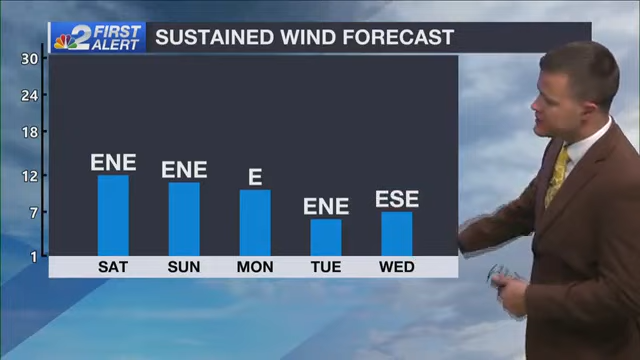 2 FIRST
ALERT
SUSTAINED WIND FORECAST
30
24
18
12
7
1
ENE
ENE
E
ENE
ESE
SAT
SUN
MON
TUE
WED